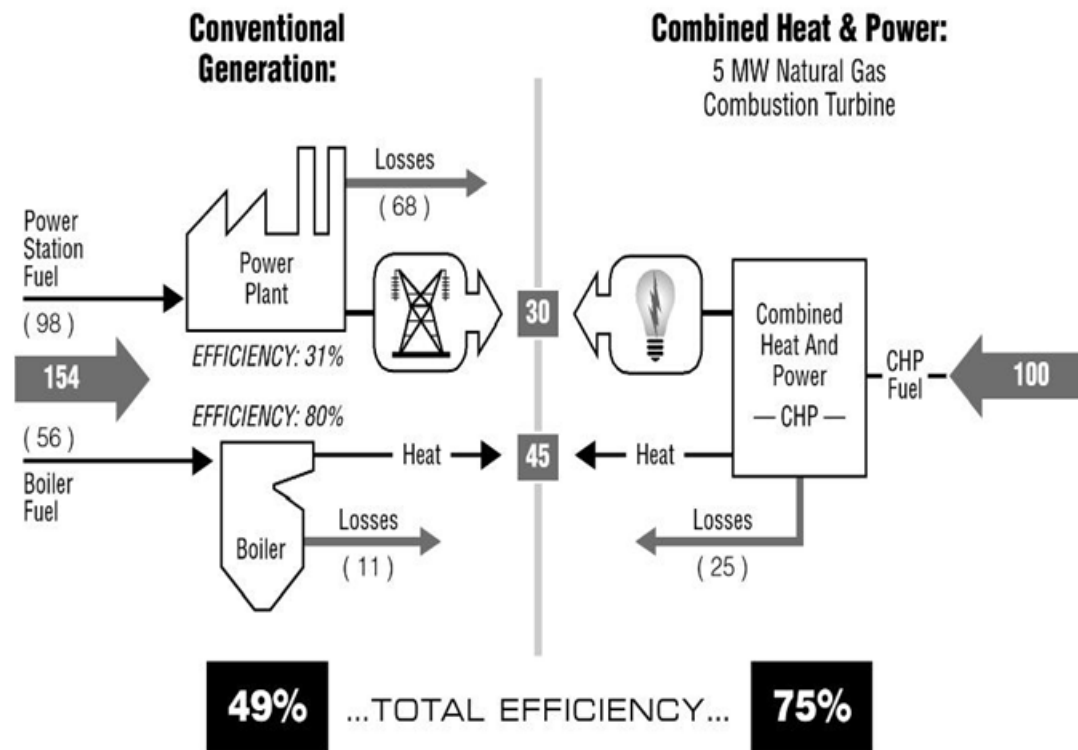 Conventional
Generation:
Combined Heat & Power:
5 MW Natural Gas
Combustion Turbine
Losses
( 68 )
Power
Station
Fuel
( 98 )
Power
Plant
EFFICIENCY: 31%
30
154
EFFICIENCY: 80%
( 56 )
Boiler
Fuel
Boiler
Heat
45
Losses
( 11 )
Combined
Heat And
Power
— CHP —
CHP
Fuel
100
Heat
Losses
( 25 )
49% ...TOTAL EFFICIENCY... 75%